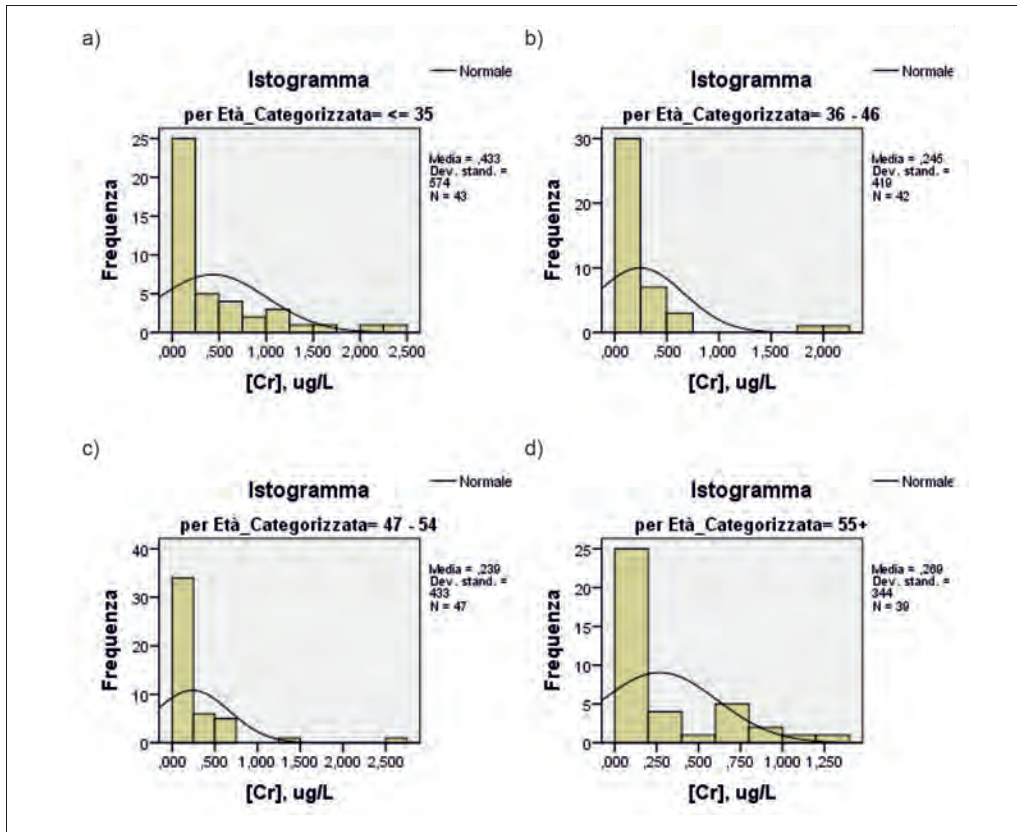 a)
Istogramma
Normale
per Età_Categorizzata= <= 35
Frequenza
25
20
15
10
5
0
,000 ,500 1,000 1,500 2,000 2,500
[Cr], ug/L
Media = ,433
Dev. stand. =
574
N = 43
b)
Istogramma
Normale
per Età_Categorizzata= 36 - 46
Frequenza
30
20
10
0
,000 ,500 1,000 1,500 2,000
[Cr], ug/L
Media = ,245
Dev. stand. =
419
N = 42
c)
Istogramma
Normale
per Età_Categorizzata= 47 - 54
Frequenza
40
30
20
10
0
,000 ,500 1,000 1,500 2,000 2,500
[Cr], ug/L
Media = ,239
Dev. stand. =
433
N = 47
d)
Istogramma
Normale
per Età_Categorizzata= 55+
Frequenza
25
20
15
10
5
0
,000 ,250 ,500 ,750 1,000 1,250
[Cr], ug/L
Media = ,269
Dev. stand. =
344
N = 39